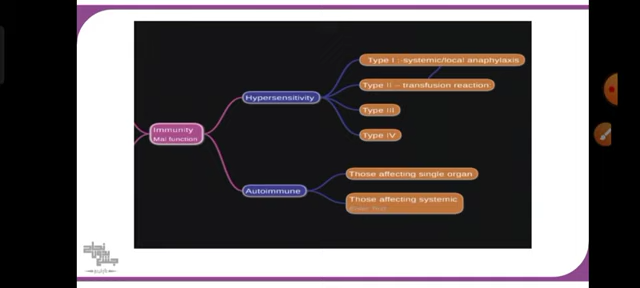 Type I :-systemic/local anaphylaxis
Hypersensitivity
Type II – transfusion reaction
Type III
Immunity
Mal function
Type IV
Those affecting single organ
Autoimmune
Those affecting systemic